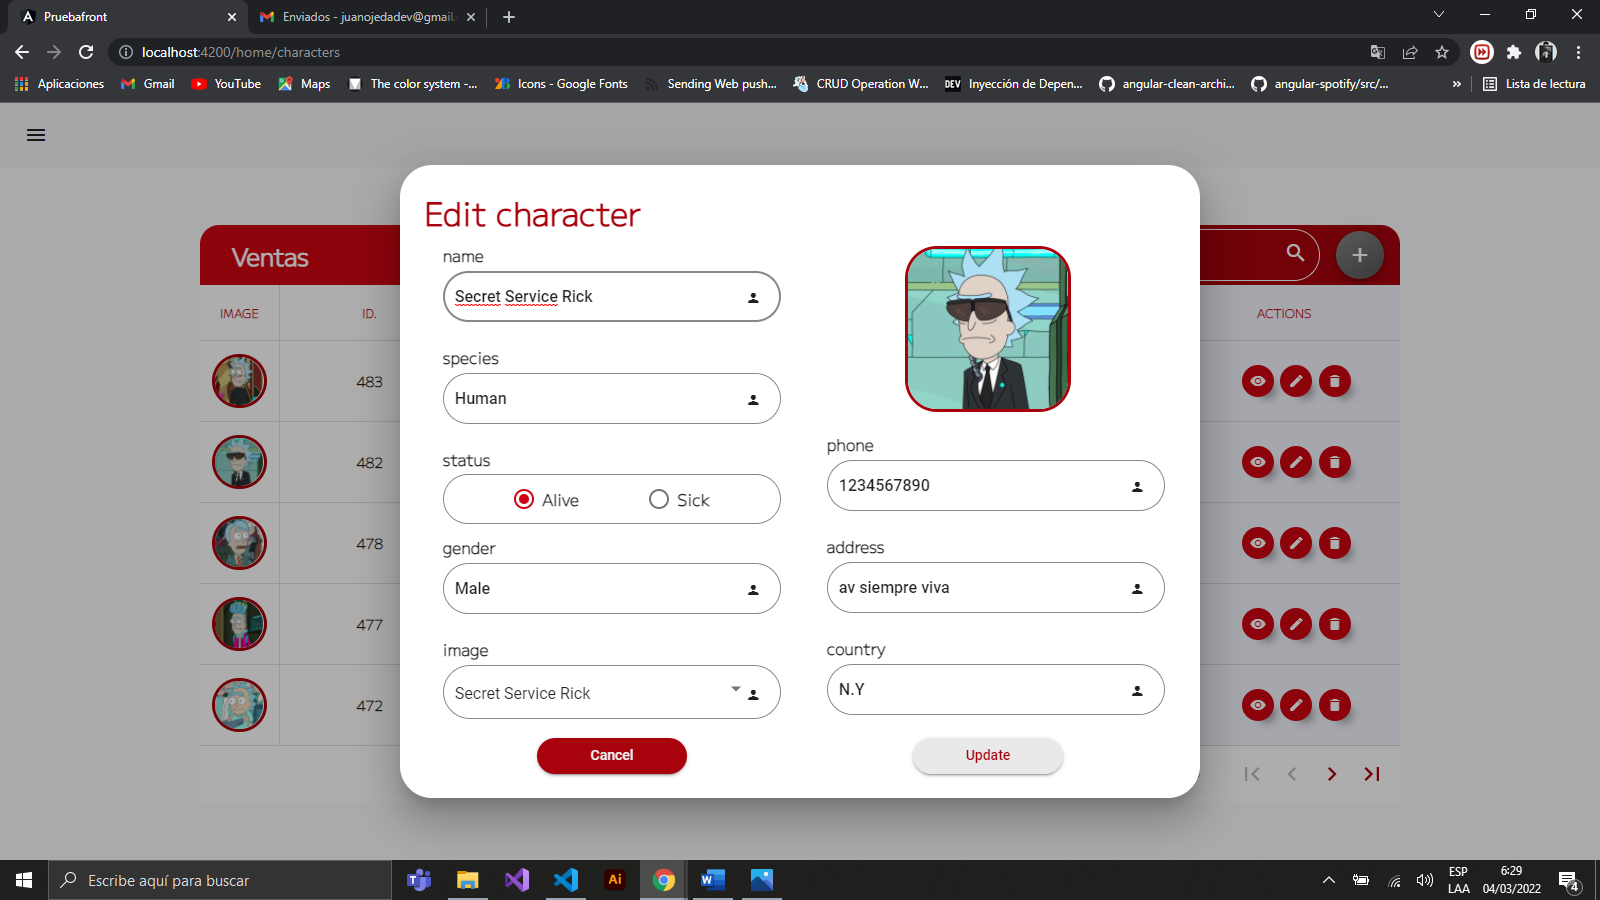 Pruebafront
Enviados - juanojedadev@gmail.
localhost:4200/home/characters
Aplicaciones
Gmail
YouTube
Maps
The color system -...
Icons - Google Fonts
Sending Web push...
CRUD Operation W...
DEV
Inyección de Depen...
angular-clean-archi...
angular-spotify/src/...
»
Lista de lectura
Ventas
IMAGE
ID.
ACTIONS
483
482
478
477
472
Edit character
name
Secret Service Rick
species
Human
status
Alive
Sick
gender
Male
image
Secret Service Rick
phone
1234567890
address
av siempre viva
country
N.Y
Cancel
Update
Escribe aquí para buscar
Ai
ESP
LAA
6:29
04/03/2022
4